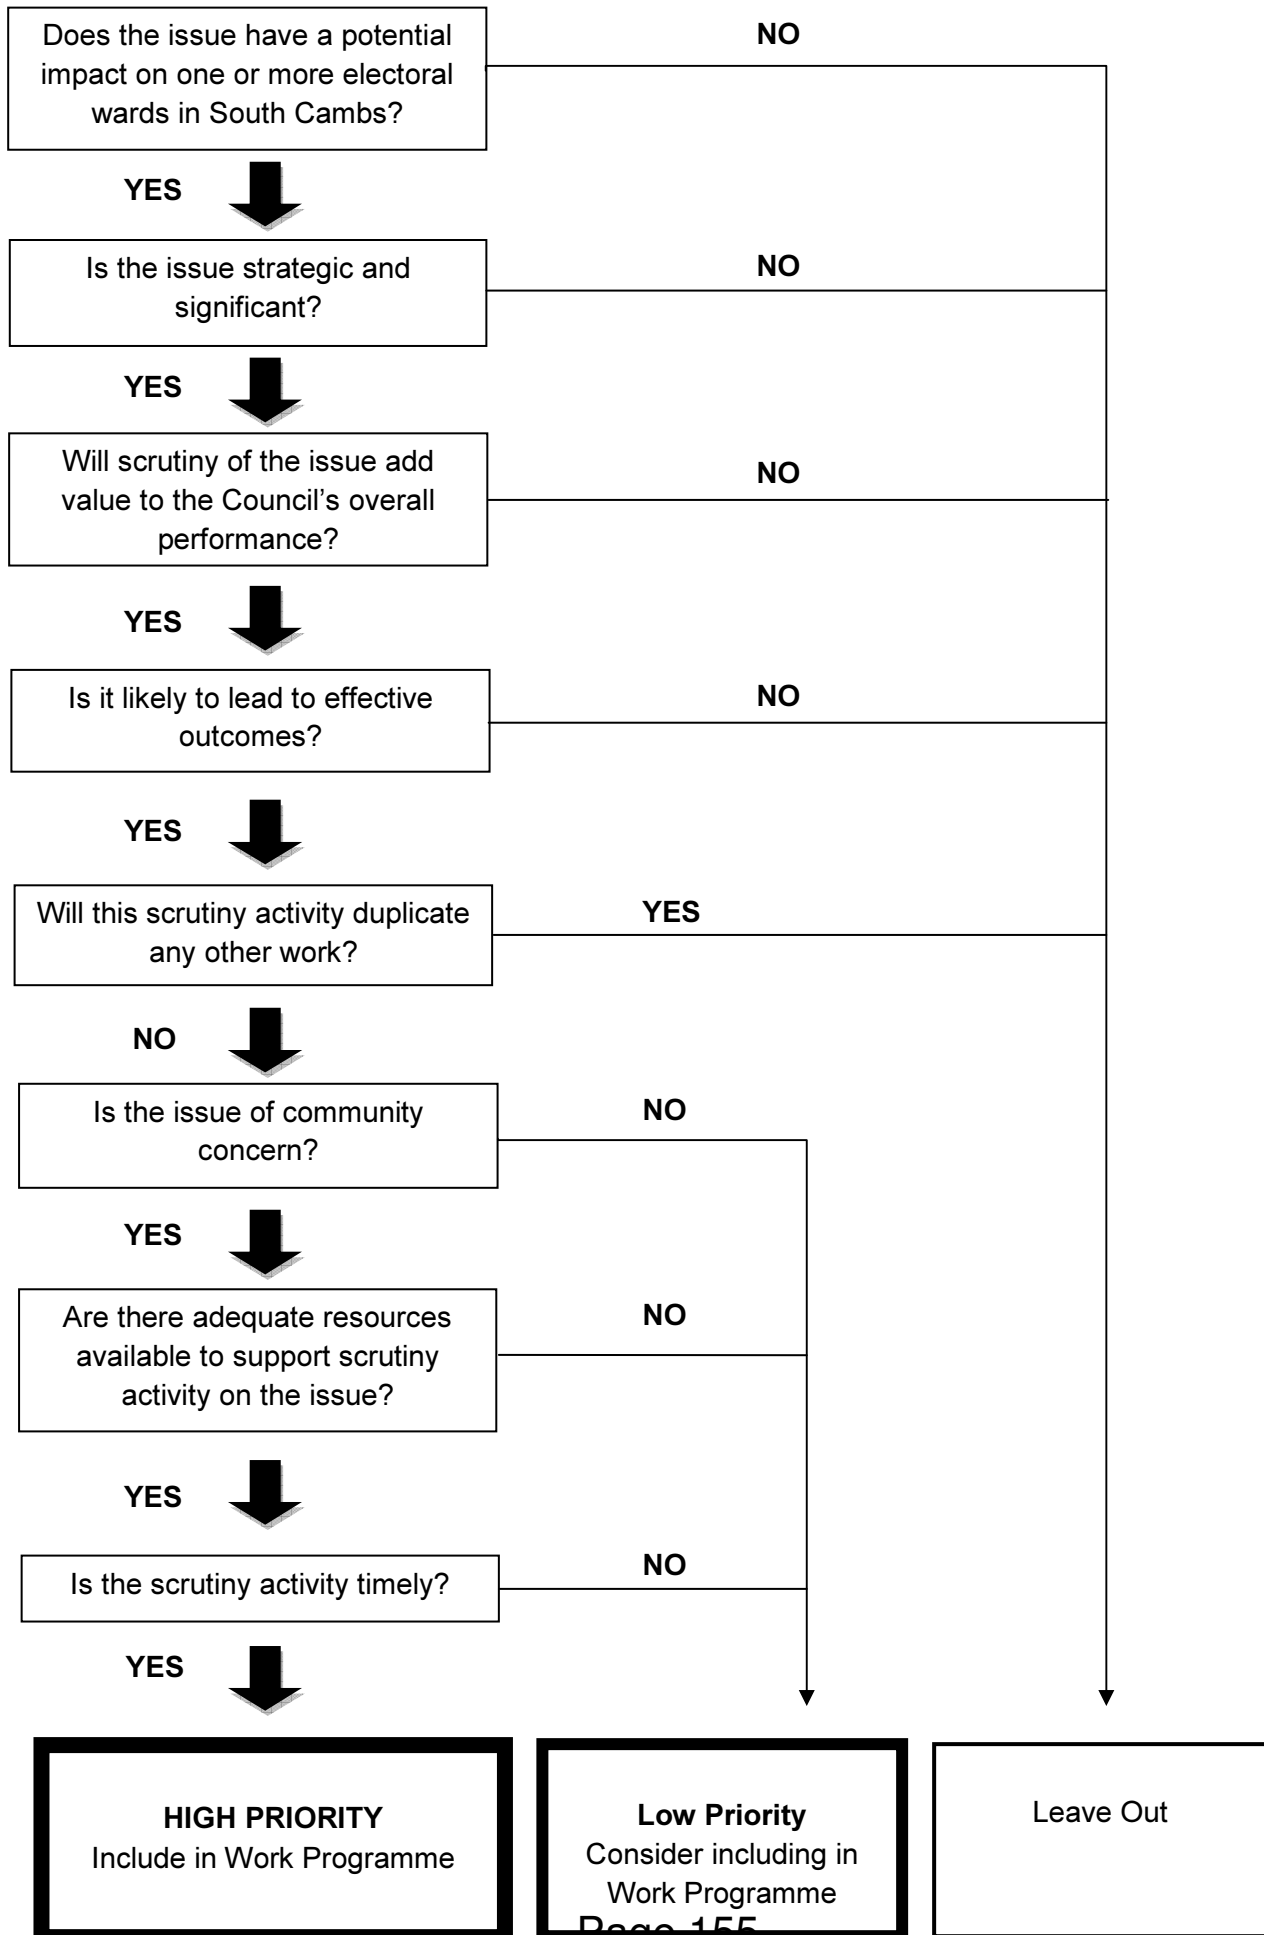 Does the issue have a potential
impact on one or more electoral
wards in South Cambs?
NO
YES
Is the issue strategic and
significant?
NO
YES
Will scrutiny of the issue add
value to the Council’s overall
performance?
NO
YES
Is it likely to lead to effective
outcomes?
NO
YES
Will this scrutiny activity duplicate
any other work?
YES
NO
Is the issue of community
concern?
NO
YES
Are there adequate resources
available to support scrutiny
activity on the issue?
NO
YES
Is the scrutiny activity timely?
NO
YES
HIGH PRIORITY
Include in Work Programme
Low Priority
Consider including in
Work Programme
Page 155
Leave Out